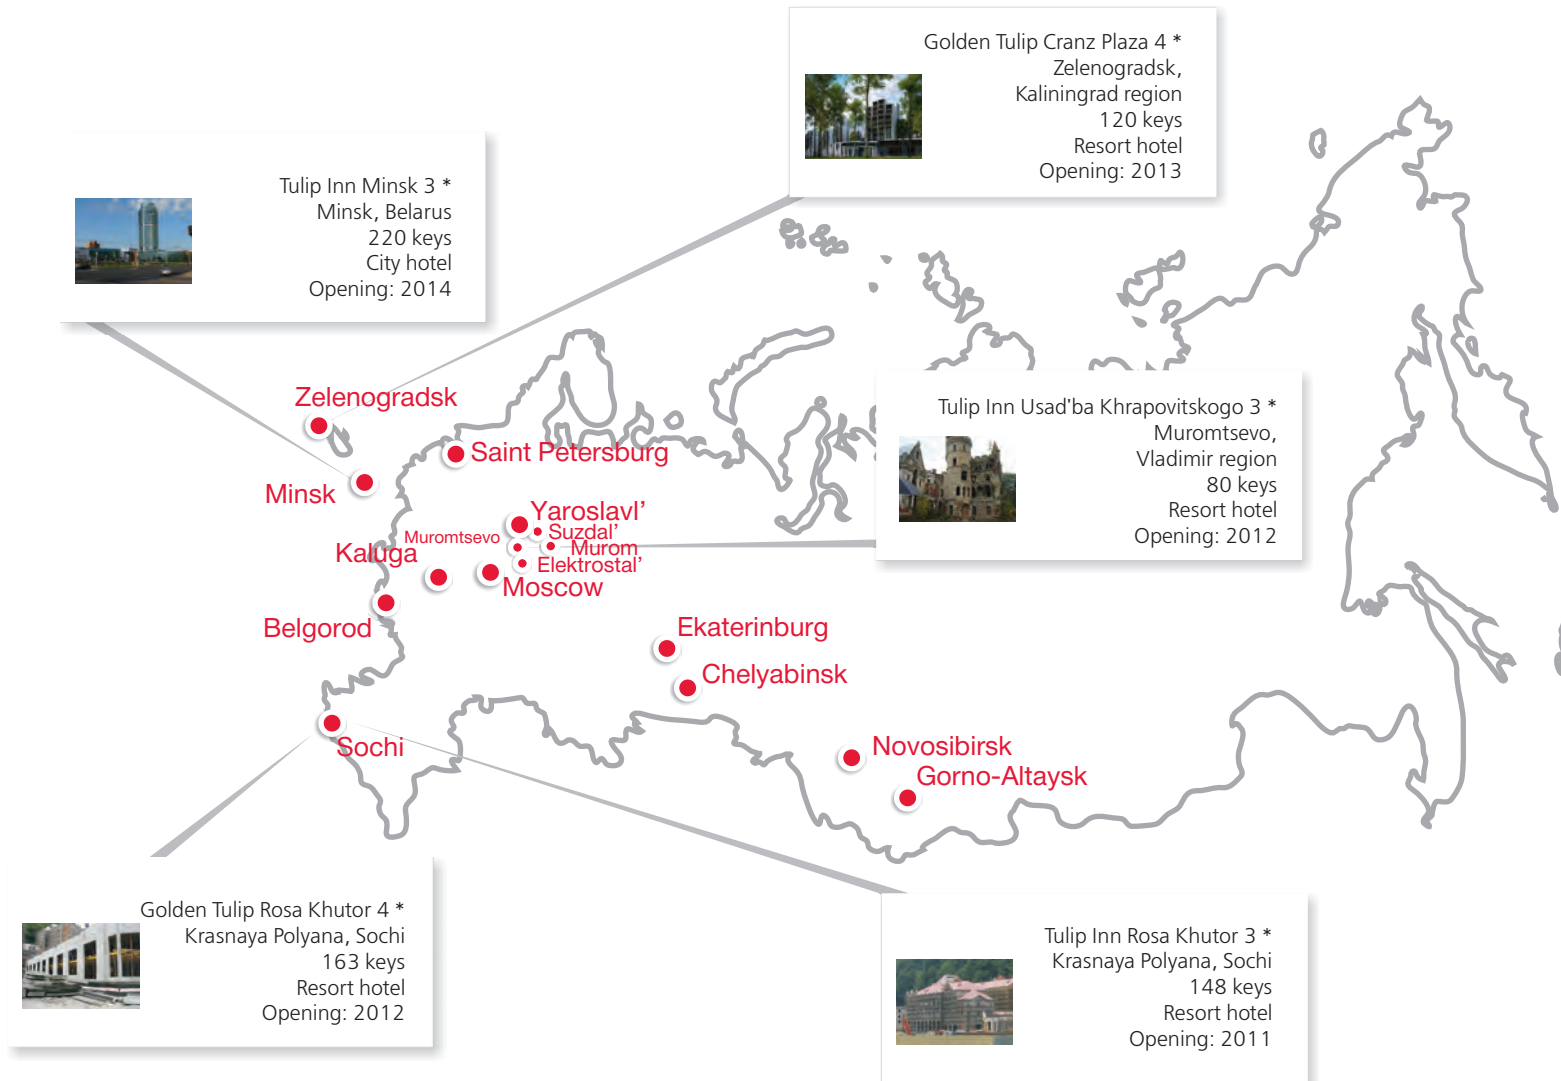 Golden Tulip Cranz Plaza 4 *
Zelenogradsk,
Kaliningrad region
120 keys
Resort hotel
Opening: 2013
Tulip Inn Minsk 3 *
Minsk, Belarus
220 keys
City hotel
Opening: 2014
Tulip Inn Usad'ba Khrapovitskogo 3 *
Muromtsevo,
Vladimir region
80 keys
Resort hotel
Opening: 2012
Zelenogradsk
Saint Petersburg
Minsk
Yaroslavl’
Suzdal’
Muromtsevo
Murom
Kaluga
Elektrostal’
Moscow
Belgorod
Ekaterinburg
Chelyabinsk
Sochi
Novosibirsk
Gorno-Altaysk
Golden Tulip Rosa Khutor 4 *
Krasnaya Polyana, Sochi
163 keys
Resort hotel
Opening: 2012
Tulip Inn Rosa Khutor 3 *
Krasnaya Polyana, Sochi
148 keys
Resort hotel
Opening: 2011